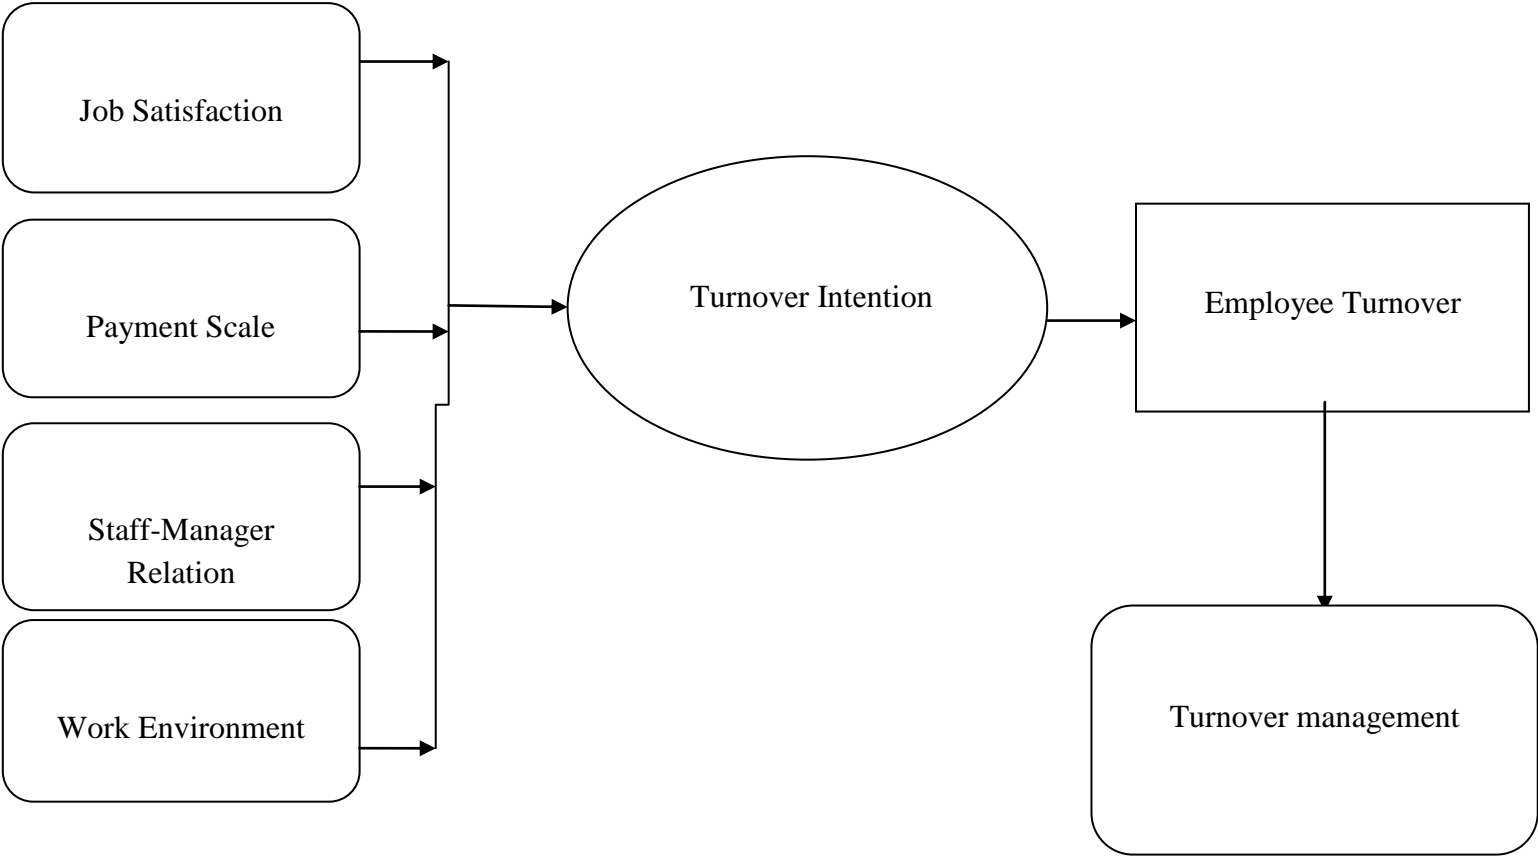 Job Satisfaction
Payment Scale
Staff-Manager
Relation
Work Environment
Turnover Intention
Employee Turnover
Turnover management